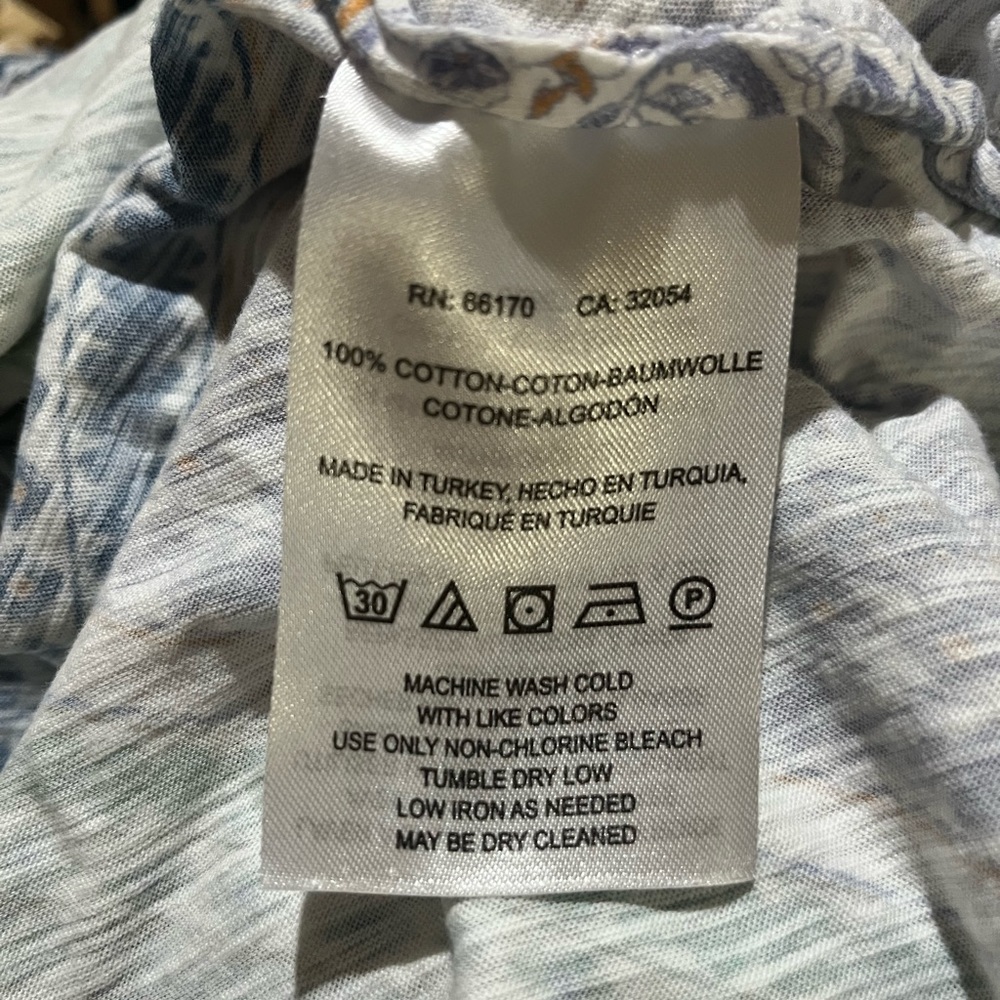 RN: 66170 CA: 32054
100% COTTON-COTON-BAUMWOLLE
COTONE-ALGODÓN
MADE IN TURKEY, HECHO EN TURQUIA,
FABRIQUÉ EN TURQUIE
30 P
MACHINE WASH COLD
WITH LIKE COLORS
USE ONLY NON-CHLORINE BLEACH
TUMBLE DRY LOW
LOW IRON AS NEEDED
MAY BE DRY CLEANED